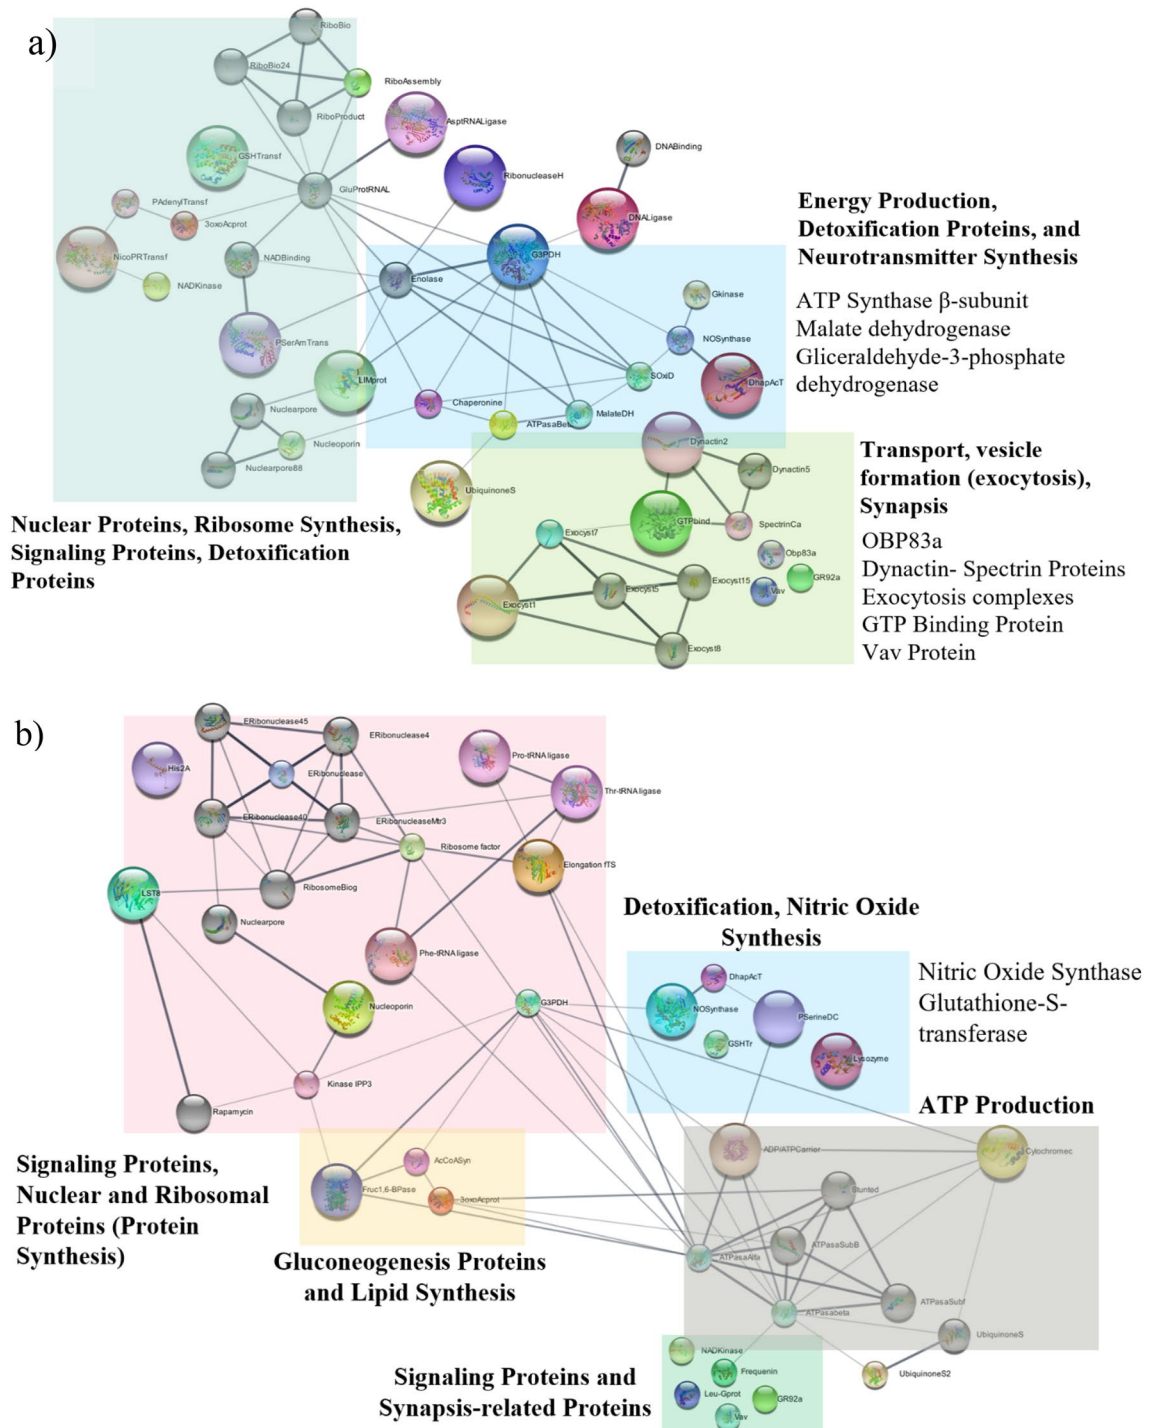 a)
RiboBio
RiboBio24
RiboAssembly
RiboProduct
AsptRNALigase
GSHTransf
RibonucleaseH
DNABinding
GluProtRNAL
PAdenylTransf
3oxoAcprot
DNALigase
NicoPRTransf
NADBinding
G3PDH
Enolase
NADKinase
Gkinase
PSerAmTrans
NOSynthase
LIMprot
SOxiD
DhapAcT
Nuclearpore
Chaperonine
MalateDH
ATPasaBeta
Nucleoporin
Nuclearpore88
Dynactin2
Dynactin5
UbiquinoneS
GTPbind
SpectrinCa
Exocyst7
Obp83a
GR92a
Exocyst15
Exocyst5
Vav
Exocyst1
Exocyst8
Energy Production,
Detoxification Proteins, and
Neurotransmitter Synthesis
ATP Synthase β-subunit
Malate dehydrogenase
Gliceraldehyde-3-phosphate
dehydrogenase
Transport, vesicle
formation (exocytosis),
Synapsis
OBP83a
Dynactin- Spectrin Proteins
Exocytosis complexes
GTP Binding Protein
Vav Protein
Nuclear Proteins, Ribosome Synthesis,
Signaling Proteins, Detoxification
Proteins
b)
ERibonuclease45
ERibonuclease4
His2A
ERibonuclease
Pro-tRNAligase
Thr-tRNAligase
ERibonuclease40
ERibonucleaseMtr3
Ribosome factor
Elongation fTS
LST8
RibosomeBiog
Nuclearpore
Phe-tRNAligase
Nucleoporin
G3PDH
Kinase IPP3
Rapamycin
Detoxification, Nitric Oxide
Synthesis
DhapAcT
NOSynthase
PSerineDC
GSHTr
Lysozyme
Nitric Oxide Synthase
Glutathione-S-
transferase
ATP Production
ADP/ATPCarrier
Cytochromec
Stunted
ATPasaSubB
ATPasaAlfa
ATPasaSubf
ATPasabeta
UbiquinoneS
UbiquinoneS2
Signaling Proteins,
Nuclear and Ribosomal
Proteins (Protein
Synthesis)
AcCoASyn
Fruc1,6-BPase
3oxoAcprot
Gluconeogenesis Proteins
and Lipid Synthesis
NADKinase
Frequenin
Leu-Gprot
GR92a
Vav
Signaling Proteins and
Synapsis-related Proteins